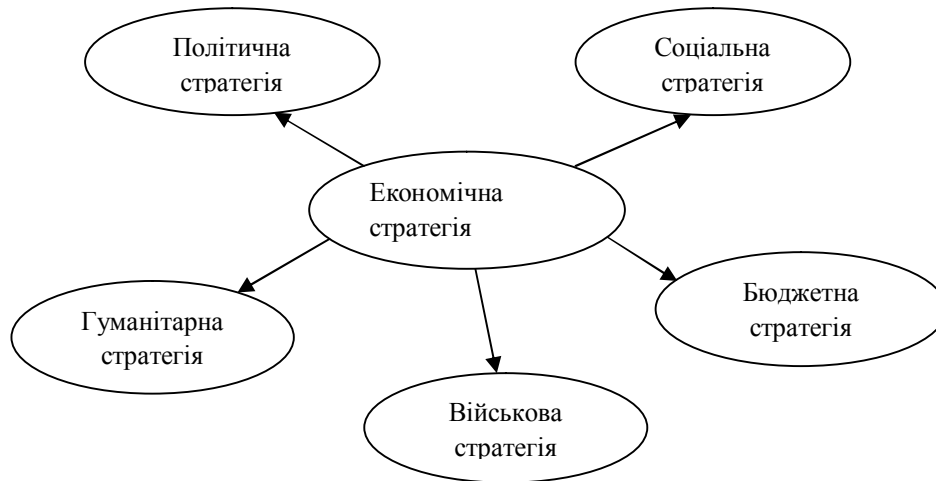 Політична
стратегія
Соціальна
стратегія
Економічна
стратегія
Гуманітарна
стратегія
Бюджетна
стратегія
Військова
стратегія